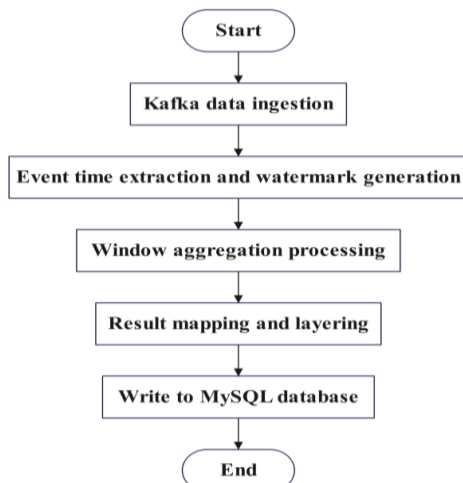 Start
Kafka data ingestion
Event time extraction and watermark generation
Window aggregation processing
Result mapping and layering
Write to MySQL database
End